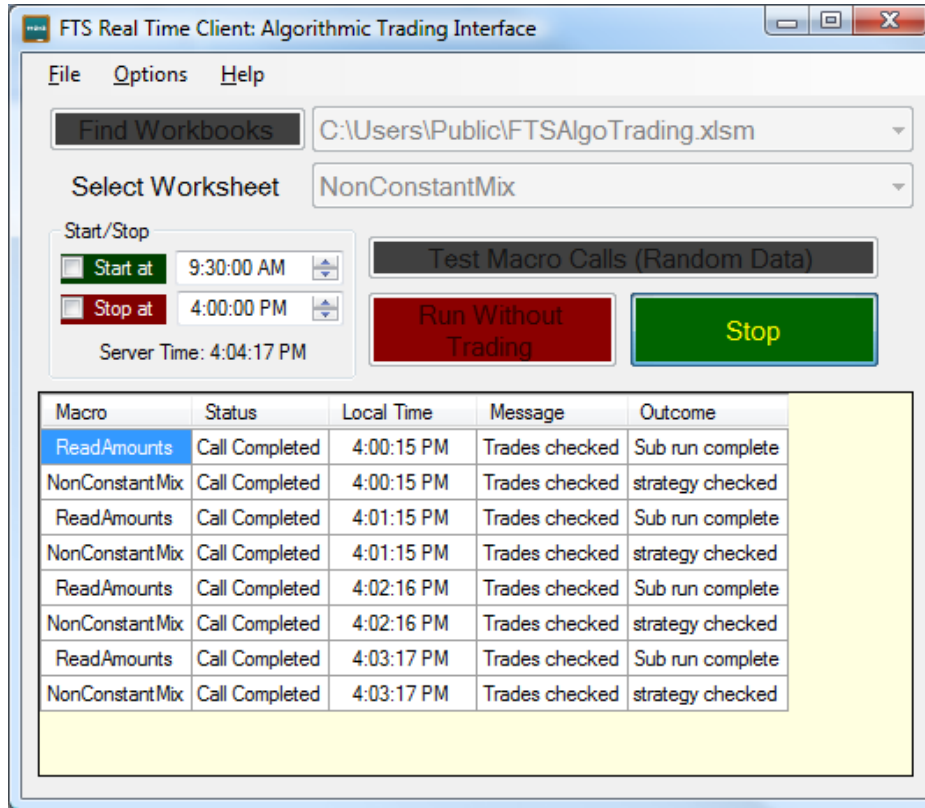 FTS Real Time Client: Algorithmic Trading Interface
File Options Help
Find Workbooks C:\Users\Public\FTSAlgoTrading.xlsm
Select Worksheet NonConstantMix
Start/Stop
Start at 9:30:00 AM
Test Macro Calls (Random Data)
Stop at 4:00:00 PM
Run Without
Trading
Stop
Server Time: 4:04:17 PM
Macro Status Local Time Message Outcome
ReadAmounts Call Completed 4:00:15 PM Trades checked Sub run complete
NonConstantMix Call Completed 4:00:15 PM Trades checked strategy checked
ReadAmounts Call Completed 4:01:15 PM Trades checked Sub run complete
NonConstantMix Call Completed 4:01:15 PM Trades checked strategy checked
ReadAmounts Call Completed 4:02:16 PM Trades checked Sub run complete
NonConstantMix Call Completed 4:02:16 PM Trades checked strategy checked
ReadAmounts Call Completed 4:03:17 PM Trades checked Sub run complete
NonConstantMix Call Completed 4:03:17 PM Trades checked strategy checked